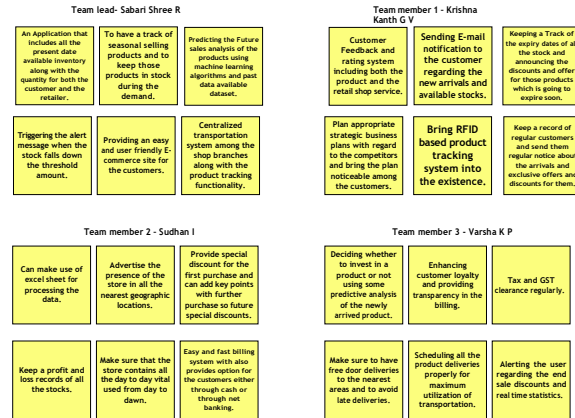 Team lead- Sabari Shree R
An Application that
includes all the
present date
available inventory
along with the
quantity for both the
customer and the
retailer.
To have a track of
seasonal selling
products and to
keep those
products in stock
during the
demand.
Predicting the Future
sales analysis of the
products using
machine learning
algorithms and past
data available
dataset.
Triggering the alert
message when the
stock falls down
the threshold
amount.
Providing an easy
and user friendly E-
commerce site for
the customers.
Centralized
transportation
system among the
shop branches
along with the
product tracking
functionality.
Team member 1 - Krishna
Kanth G V
Customer
Feedback and
rating system
including both the
product and the
retail shop service.
Sending E-mail
notification to
the customer
regarding the
new arrivals and
available stocks.
Keeping a Track of
the expiry dates of al
the stock and
announcing the
discounts and offer
for those products
which is going to
expire soon.
Plan appropriate
strategic business
plans with regard
to the competitors
and bring the plan
noticeable among
the customers.
Bring RFID
based product
tracking
system into
the existence.
Keep a record of
regular customers
and send them
regular notice about
the arrivals and
exclusive offers and
discounts for them.
Team member 2 - Sudhan I
Can make use of
excel sheet for
processing the
data.
Advertise the
presence of the
store in all the
nearest geographic
locations.
Provide special
discount for the
first purchase and
can add key points
with further
purchase so future
special discounts.
Keep a profit and
loss records of all
the stocks.
Make sure that the
store contains all
the day to day vital
used from day to
dawn.
Easy and fast billing
system with also
provides option for
the customers either
through cash or
through net
banking.
Team member 3 - Varsha K P
Deciding whether
to invest in a
product or not
using some
predictive analysis
of the newly
arrived product.
Enhancing
customer loyalty
and providing
transparency in the
billing.
Tax and GST
clearance regularly.
Make sure to have
free door deliveries
to the nearest
areas and to avoid
late deliveries.
Scheduling all the
product deliveries
properly for
maximum
utilization of
transportation.
Alerting the user
regarding the end
sale discounts and
real time statistics.